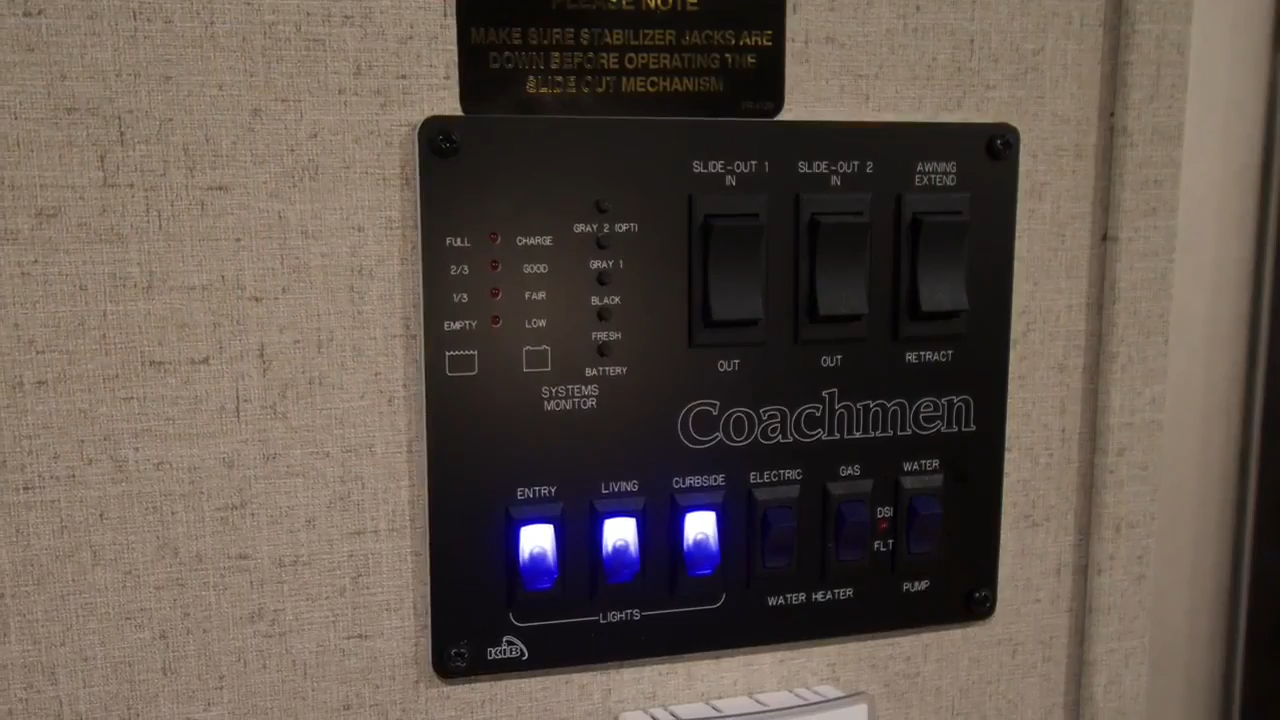 PLEASE NOTE
MAKE SURE STABILIZER JACKS ARE
DOWN BEFORE OPERATING THE
SLIDE OUT MECHANISM
SLIDE-OUT 1
IN
SLIDE-OUT 2
IN
AWNING
EXTEND
GRAY 2 (OPT)
FULL
CHARGE
GRAY 1
2/3
GOOD
BLACK
1/3
FAIR
FRESH
EMPTY
LOW
BATTERY
SYSTEMS
MONITOR
OUT
OUT
RETRACT
Coachmen
ENTRY
LIVING
CURBSIDE
ELECTRIC
GAS
WATER
DSI
FLT
WATER HEATER
PUMP
LIGHTS
KIB